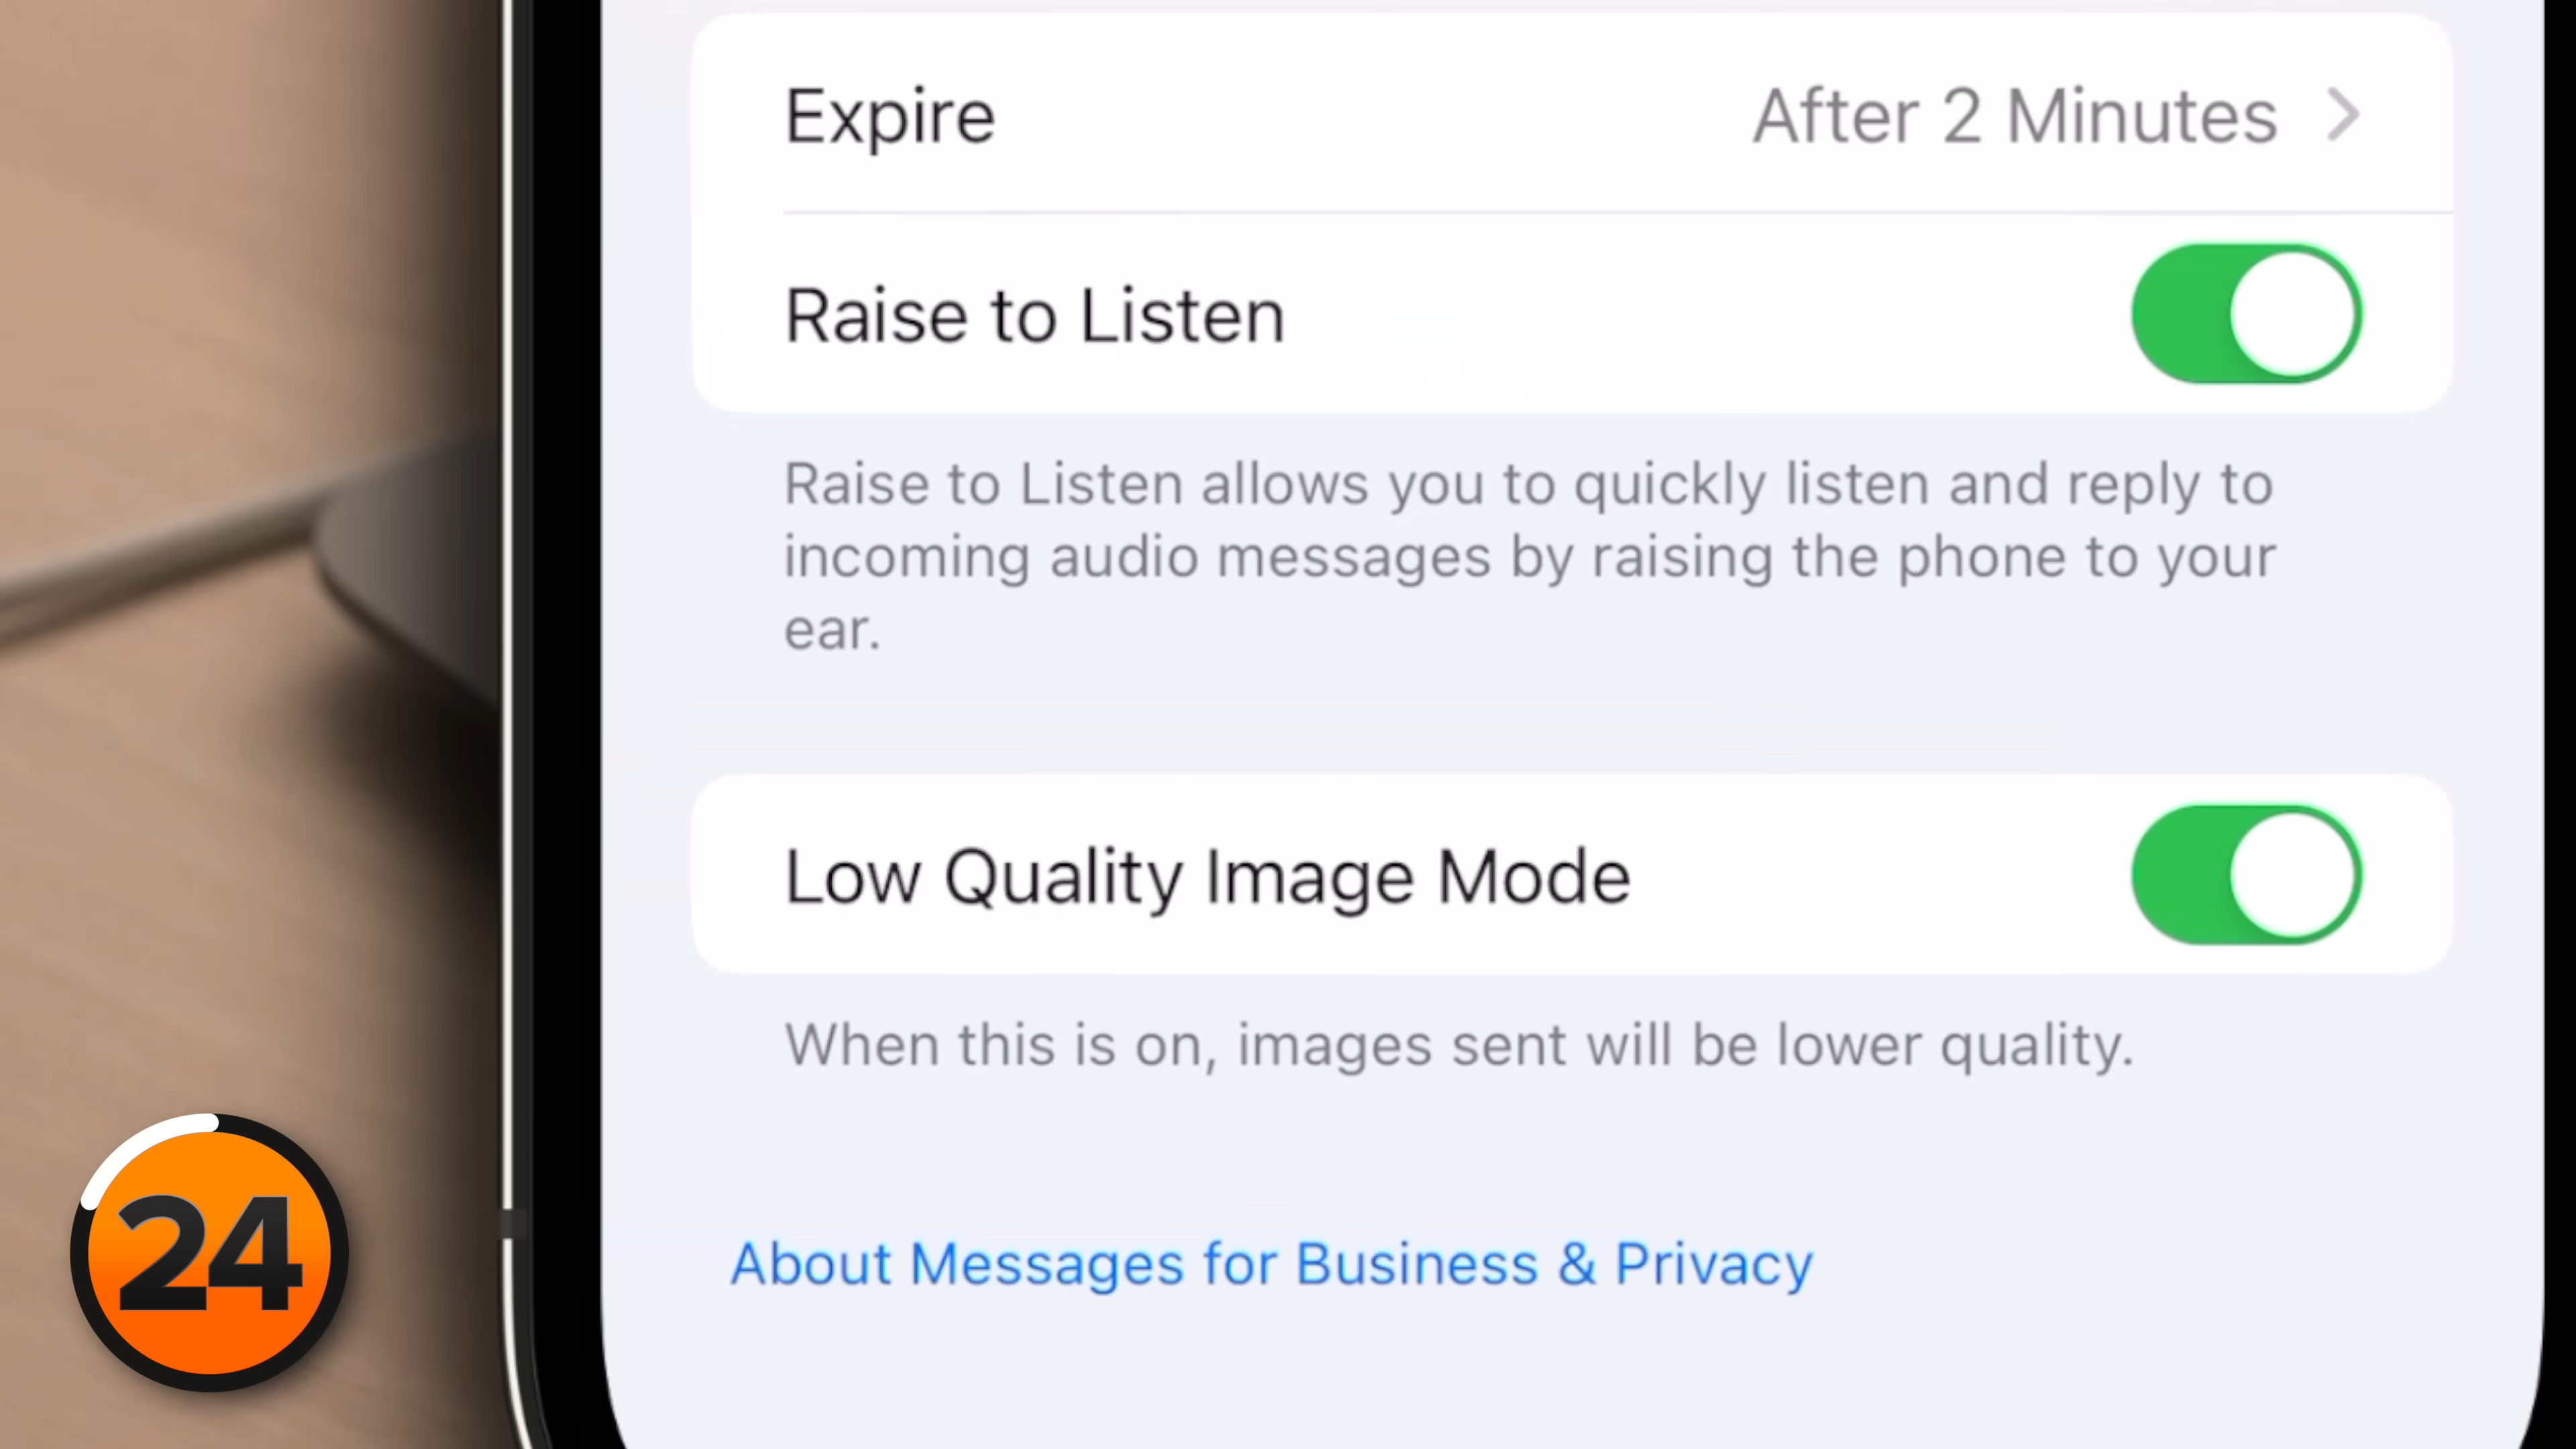 Expire
After 2 Minutes
Raise to Listen
Raise to Listen allows you to quickly listen and reply to
incoming audio messages by raising the phone to your
ear.
Low Quality Image Mode
When this is on, images sent will be lower quality.
About Messages for Business & Privacy
24